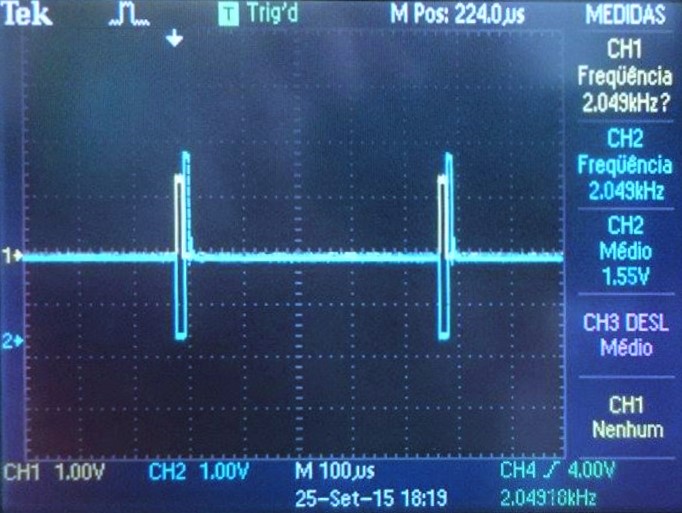 Tek
T Trig'd
M Pos: 224.0µs
MEDIDAS
CH1
Freqüência
2.049kHz?
CH2
Freqüência
2.049kHz
CH2
Médio
1.55V
CH3 DESL
Médio
CH1
Nenhum
1
2
CH1 1.00V
CH2 1.00V
M 100µs
CH4 4.00V
25-Set-15 18:19
2.04918kHz